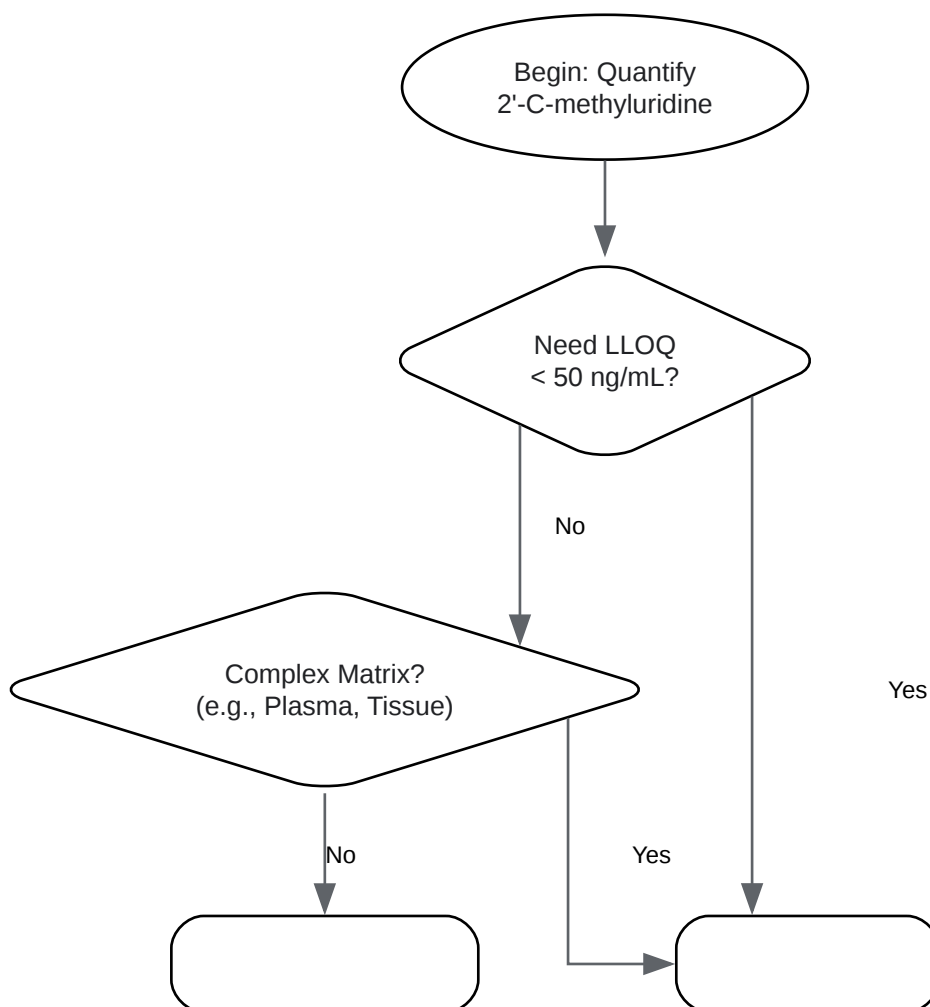 Begin: Quantify
2'-C-methyluridine
Need LLOQ
< 50 ng/mL?
No
Complex Matrix?
(e.g., Plasma, Tissue)
Yes
No
Yes